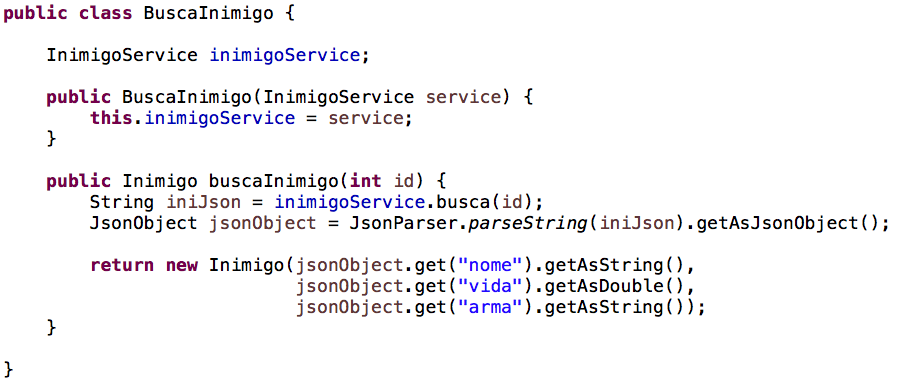 public class BuscaInimigo {
InimigoService inimigoService;
public BuscaInimigo(InimigoService service) {
this.inimigoService = service;
}
public Inimigo buscaInimigo(int id) {
String iniJson = inimigoService.busca(id);
JsonObject jsonObject = JsonParser.parseString(iniJson).getAsJsonObject();
return new Inimigo(jsonObject.get("nome").getAsString(),
jsonObject.get("vida").getAsDouble(),
jsonObject.get("arma").getAsString());
}
}